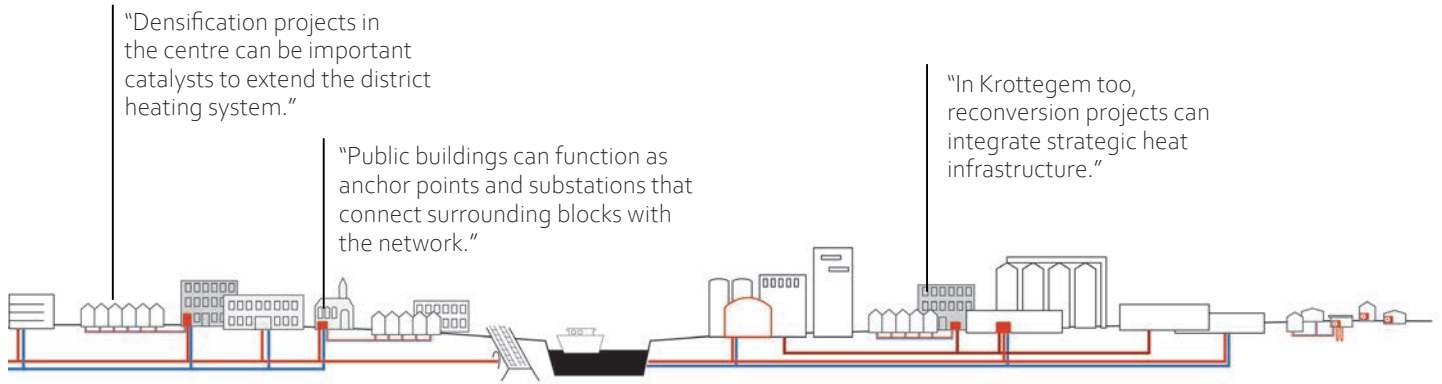 “Densification projects in
the centre can be important
catalysts to extend the district
heating system.”
“Public buildings can function as
anchor points and substations that
connect surrounding blocks with
the network.”
“In Krottegem too,
reconversion projects can
integrate strategic heat
infrastructure.”